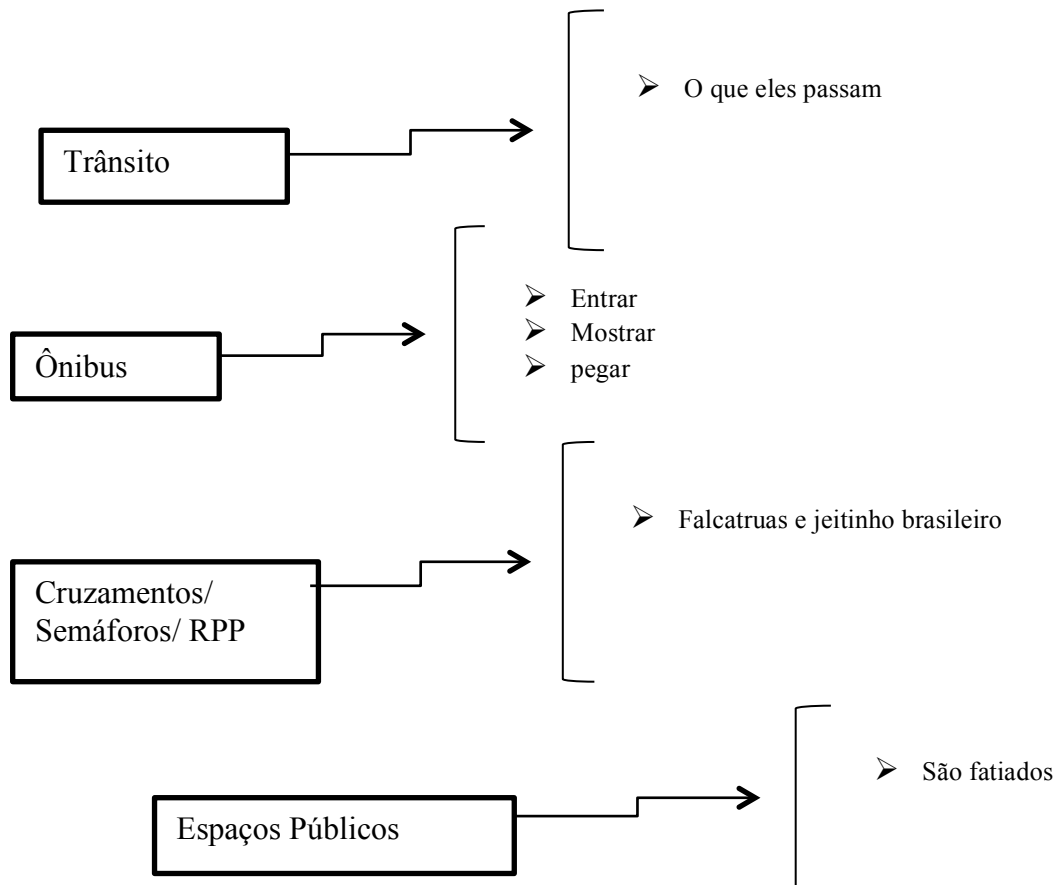 ➢ O que eles passam
Trânsito
➢ Entrar
➢ Mostrar
➢ pegar
Ônibus
➢ Falcatruas e jeitinho brasileiro
Cruzamentos/
Semáforos/ RPP
➢ São fatiados
Espaços Públicos